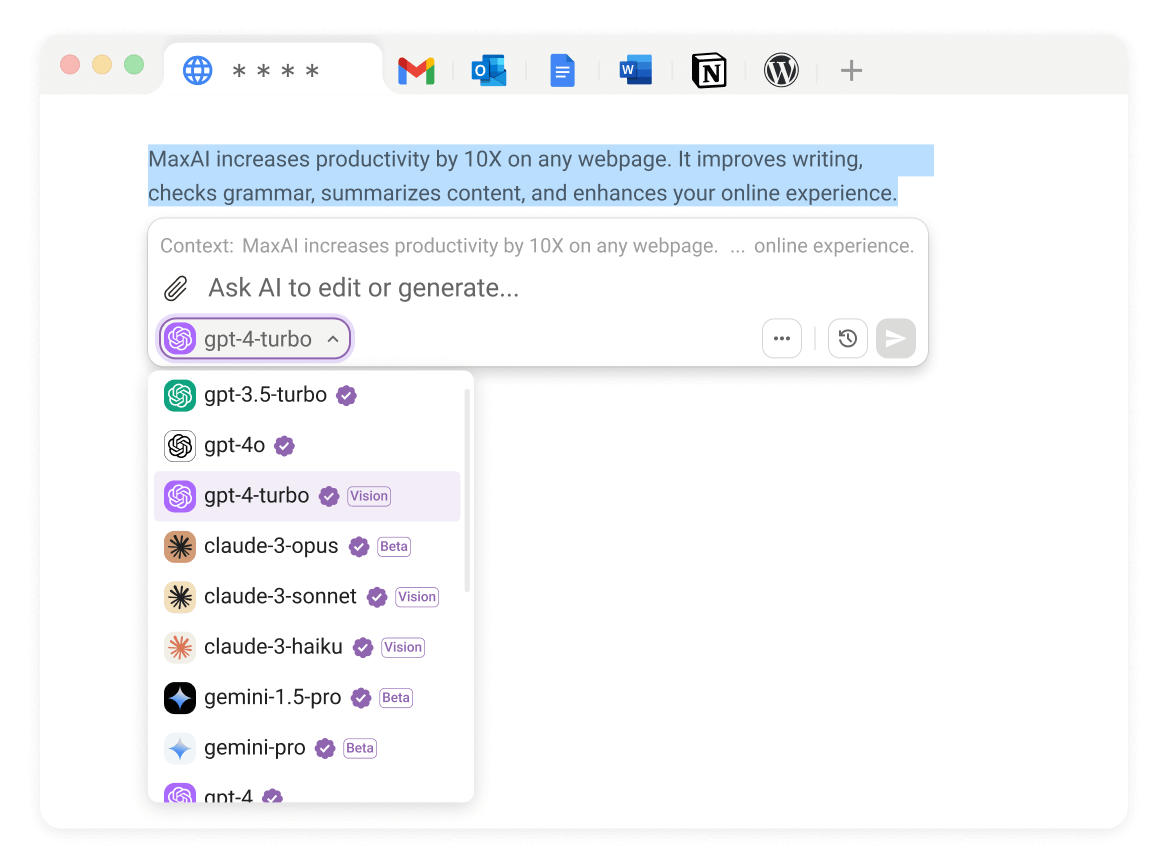 * * * *
MaxAI increases productivity by 10X on any webpage. It improves writing,
checks grammar, summarizes content, and enhances your online experience.
Context: MaxAI increases productivity by 10X on any webpage. ... online experience.
Ask AI to edit or generate...
gpt-4-turbo
gpt-3.5-turbo
gpt-4o
gpt-4-turbo Vision
claude-3-opus Beta
claude-3-sonnet Vision
claude-3-haiku Vision
gemini-1.5-pro Beta
gemini-pro Beta
gpt-4